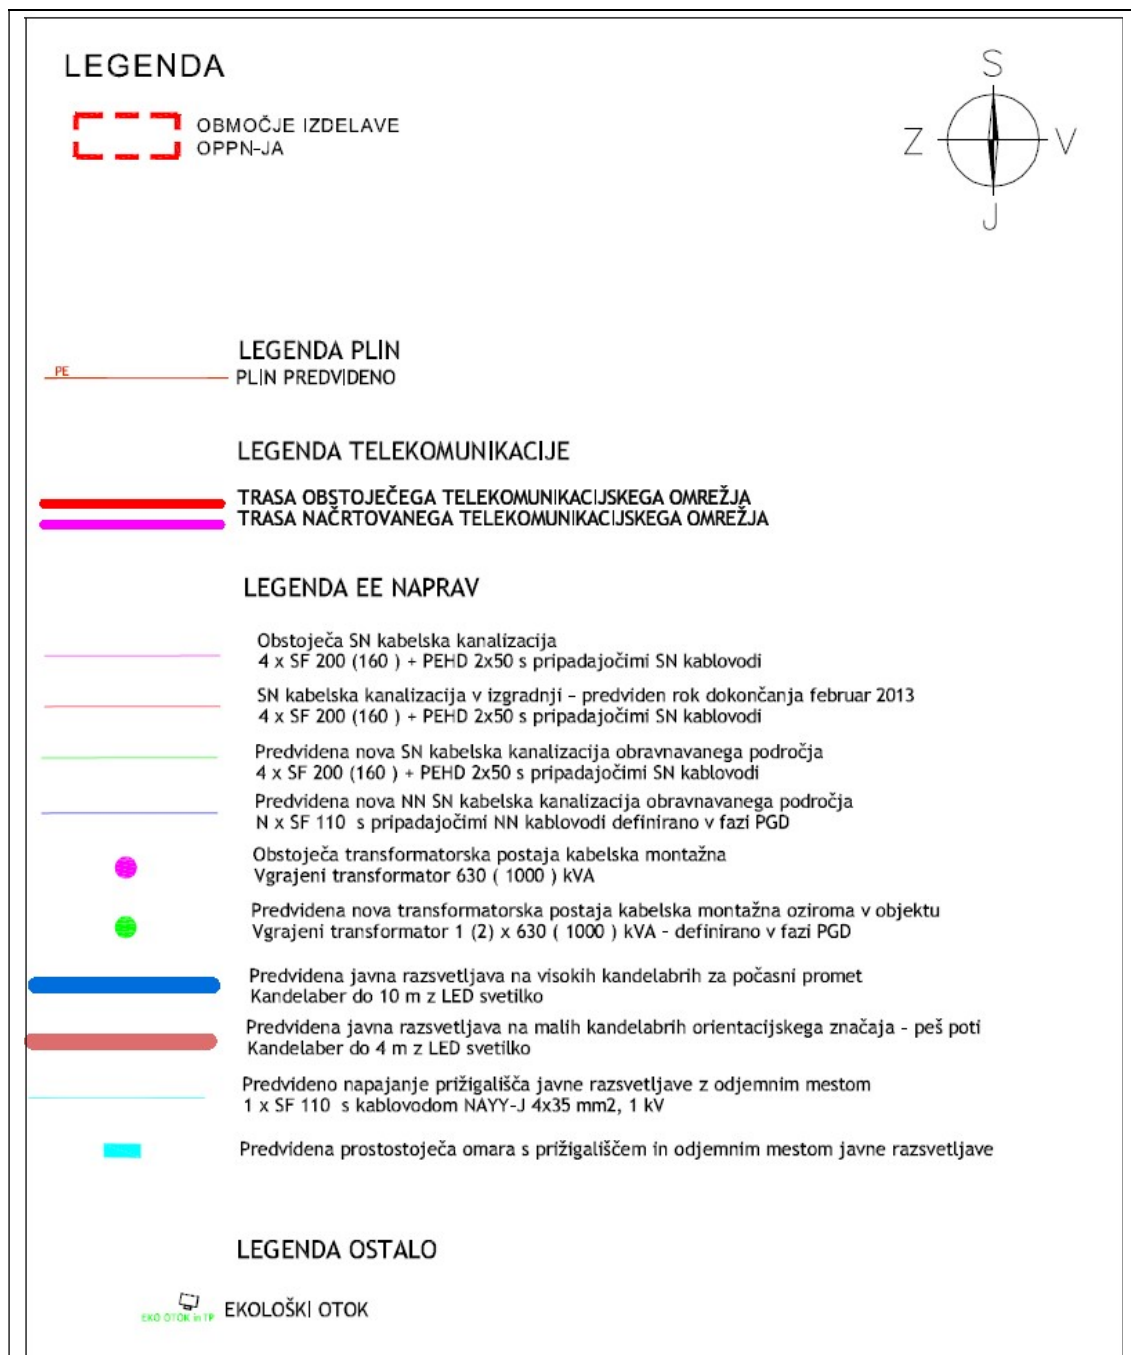 LEGENDA
OBMOČJE IZDELAVE
OPPN-JA
S
Z
V
J
LEGENDA PLIN
PE
PLIN PREDVIDENO
LEGENDA TELEKOMUNIKACIJE
TRASA OBSTOJEČEGA TELEKOMUNIKACIJSKEGA OMREŽJA
TRASA NAČRTOVANEGA TELEKOMUNIKACIJSKEGA OMREŽJA
LEGENDA EE NAPRAV
Obstoječa SN kabelska kanalizacija
4 x SF 200 (160 ) + PEHD 2x50 s pripadajočimi SN kablovodi
SN kabelska kanalizacija v izgradnji – predviden rok dokončanja februar 2013
4 x SF 200 (160 ) + PEHD 2x50 s pripadajočimi SN kablovodi
Predvidena nova SN kabelska kanalizacija obravnavanega področja
4 x SF 200 (160 ) + PEHD 2x50 s pripadajočimi SN kablovodi
Predvidena nova NN SN kabelska kanalizacija obravnavanega področja
N x SF 110 s pripadajočimi NN kablovodi definirano v fazi PGD
Obstoječa transformatorska postaja kabelska montažna
Vgrajeni transformator 630 ( 1000 ) kVA
Predvidena nova transformatorska postaja kabelska montažna oziroma v objektu
Vgrajeni transformator 1 (2) x 630 ( 1000 ) kVA – definirano v fazi PGD
Predvidena javna razsvetljava na visokih kandelabrih za počasni promet
Kandelaber do 10 m z LED svetilko
Predvidena javna razsvetljava na malih kandelabrih orientacijskega značaja – peš poti
Kandelaber do 4 m z LED svetilko
Predvideno napajanje prižigališča javne razsvetljave z odjemnim mestom
1 x SF 110 s kablovodom NAYY-J 4x35 mm2, 1 kV
Predvidena prostostoječa omara s prižigališčem in odjemnim mestom javne razsvetljave
LEGENDA OSTALO
EKO OTOK in TP
EKOLOŠKI OTOK